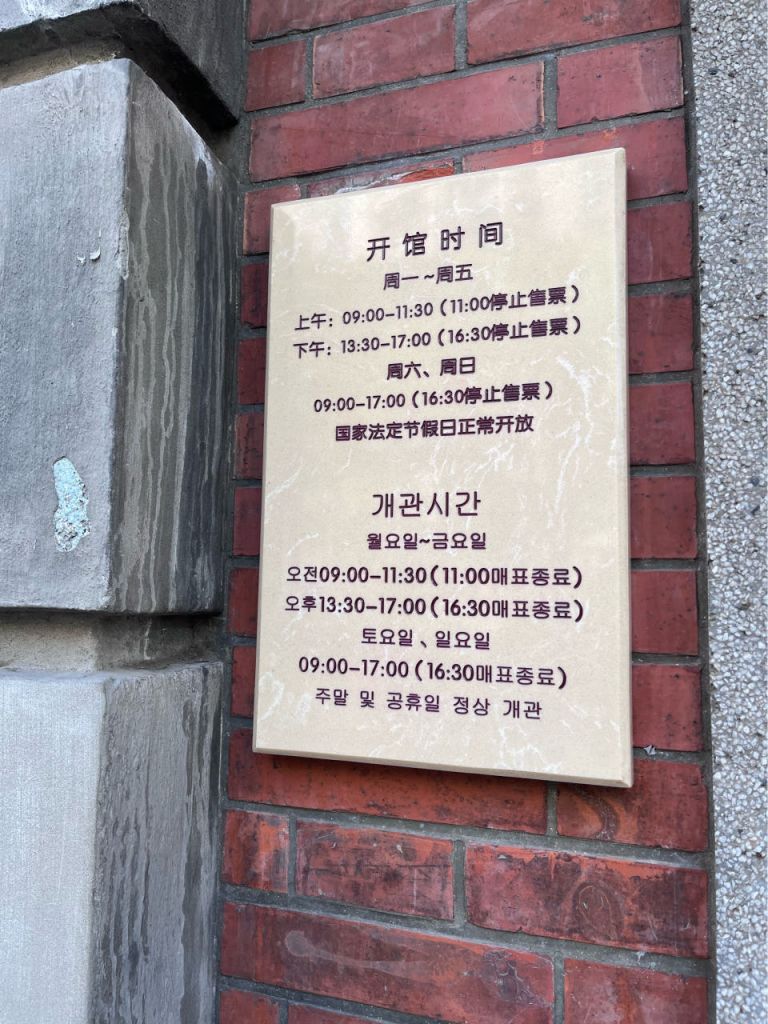 开馆时间
周一~周五
上午：09:00-11:30（11:00停止售票）
下午：13:30-17:00（16:30停止售票）
周六、周日
09:00-17:00（16:30停止售票）
国家法定节假日正常开放
개관시간
월요일~금요일
오전09:00-11:30(11:00매표종료)
오후13:30-17:00(16:30매표종료)
토요일、일요일
09:00-17:00(16:30매표종료)
주말 및 공휴일 정상 개관